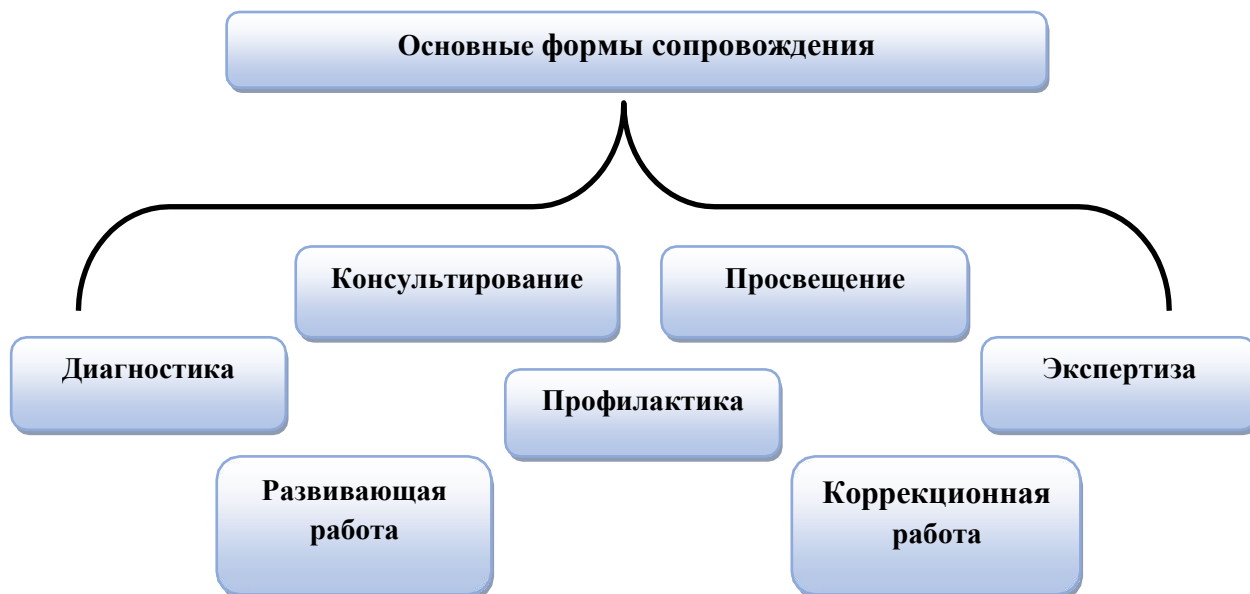 Основные формы сопровождения
Консультирование
Просвещение
Диагностика
Экспертиза
Профилактика
Развивающая
работа
Коррекционная
работа